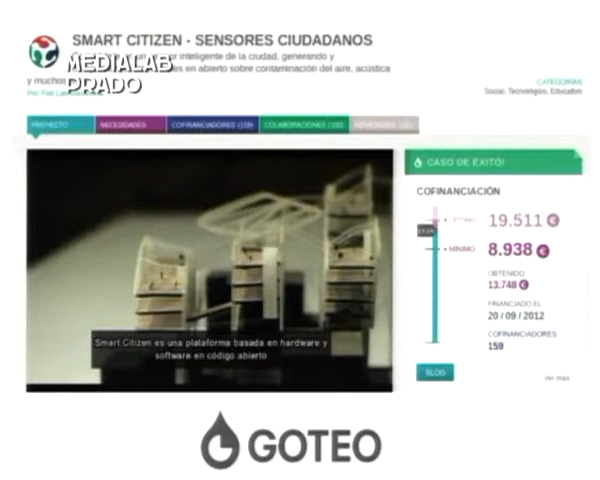 SMART CITIZEN - SENSORES CIUDADANOS
inteligente de la ciudad, generando y
MEDIALAB
en abierto sobre contaminación del aire, acústica
y muchos
PRADO
CATEGORÍAS
Social, Tecnológico, Educativo
PROYECTO
NECESIDADES
COFINANCIADORES (159)
COLABORACIONES
CASO DE ÉXITO!
COFINANCIACIÓN
19.511 €
MÍNIMO
8.938 €
OBTENIDO
13.748 €
FINANCIADO EL
20 / 09 / 2012
COFINANCIADORES
159
BLOG
Ver más
Smart Citizen es una plataforma basada en hardware y
software en código abierto
GOTEO